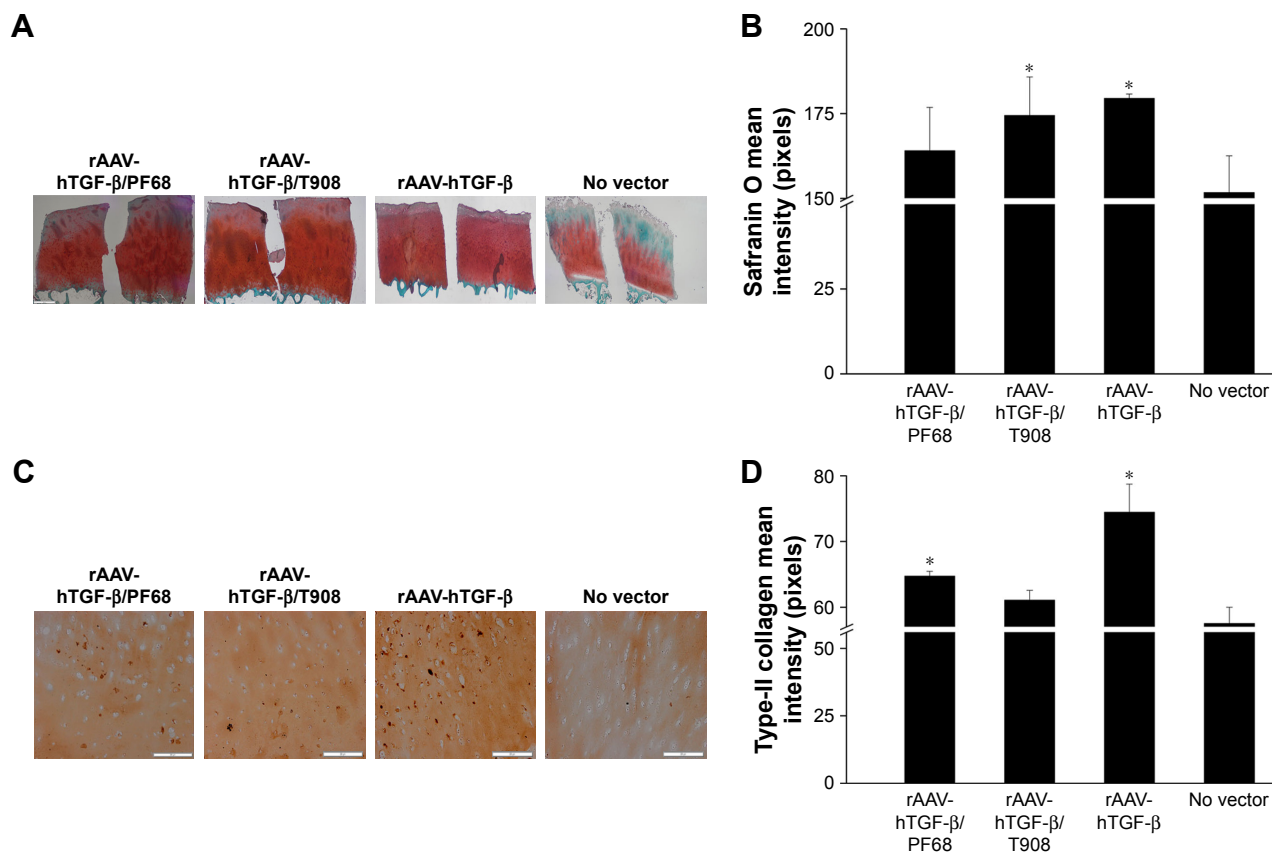 A
rAAV-
hTGF-β/PF68
rAAV-
hTGF-β/T908
rAAV-hTGF-β
No vector
B
Safranin O mean
intensity (pixels)
200
175
150
25
0
*
*
rAAV-
hTGF-β/
PF68
rAAV-
hTGF-β/
T908
rAAV-
hTGF-β
No vector
C
rAAV-
hTGF-β/PF68
rAAV-
hTGF-β/T908
rAAV-hTGF-β
No vector
D
Type-II collagen mean
intensity (pixels)
80
70
60
50
25
0
*
*
rAAV-
hTGF-β/
PF68
rAAV-
hTGF-β/
T908
rAAV-
hTGF-β
No vector